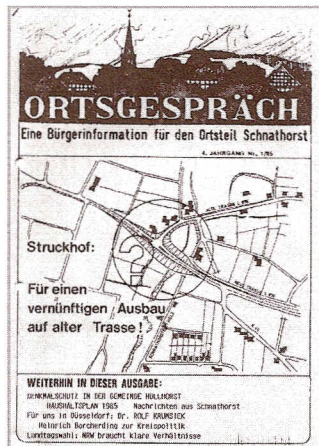 ORTSGESPRÄCH
Eine Bürgerinformation für den Ortsteil Schnathorst
4. JAHRGANG Nr. 1/85
Struckhof:
?
Für einen
vernünftigen Ausbau
auf alter Trasse!
WEITERHIN IN DIESER AUSGABE:
DENKMALSCHUTZ IN DER GEMEINDE HÜLLHORST
HAUSHALTSPLAN 1985 Nachrichten aus Schnathorst
Für uns in Düsseldorf: Dr. ROLF KRUMSIEK
Heinrich Borcherding zur Kreispolitik
Landtagswahl: NRW braucht klare Verhältnisse